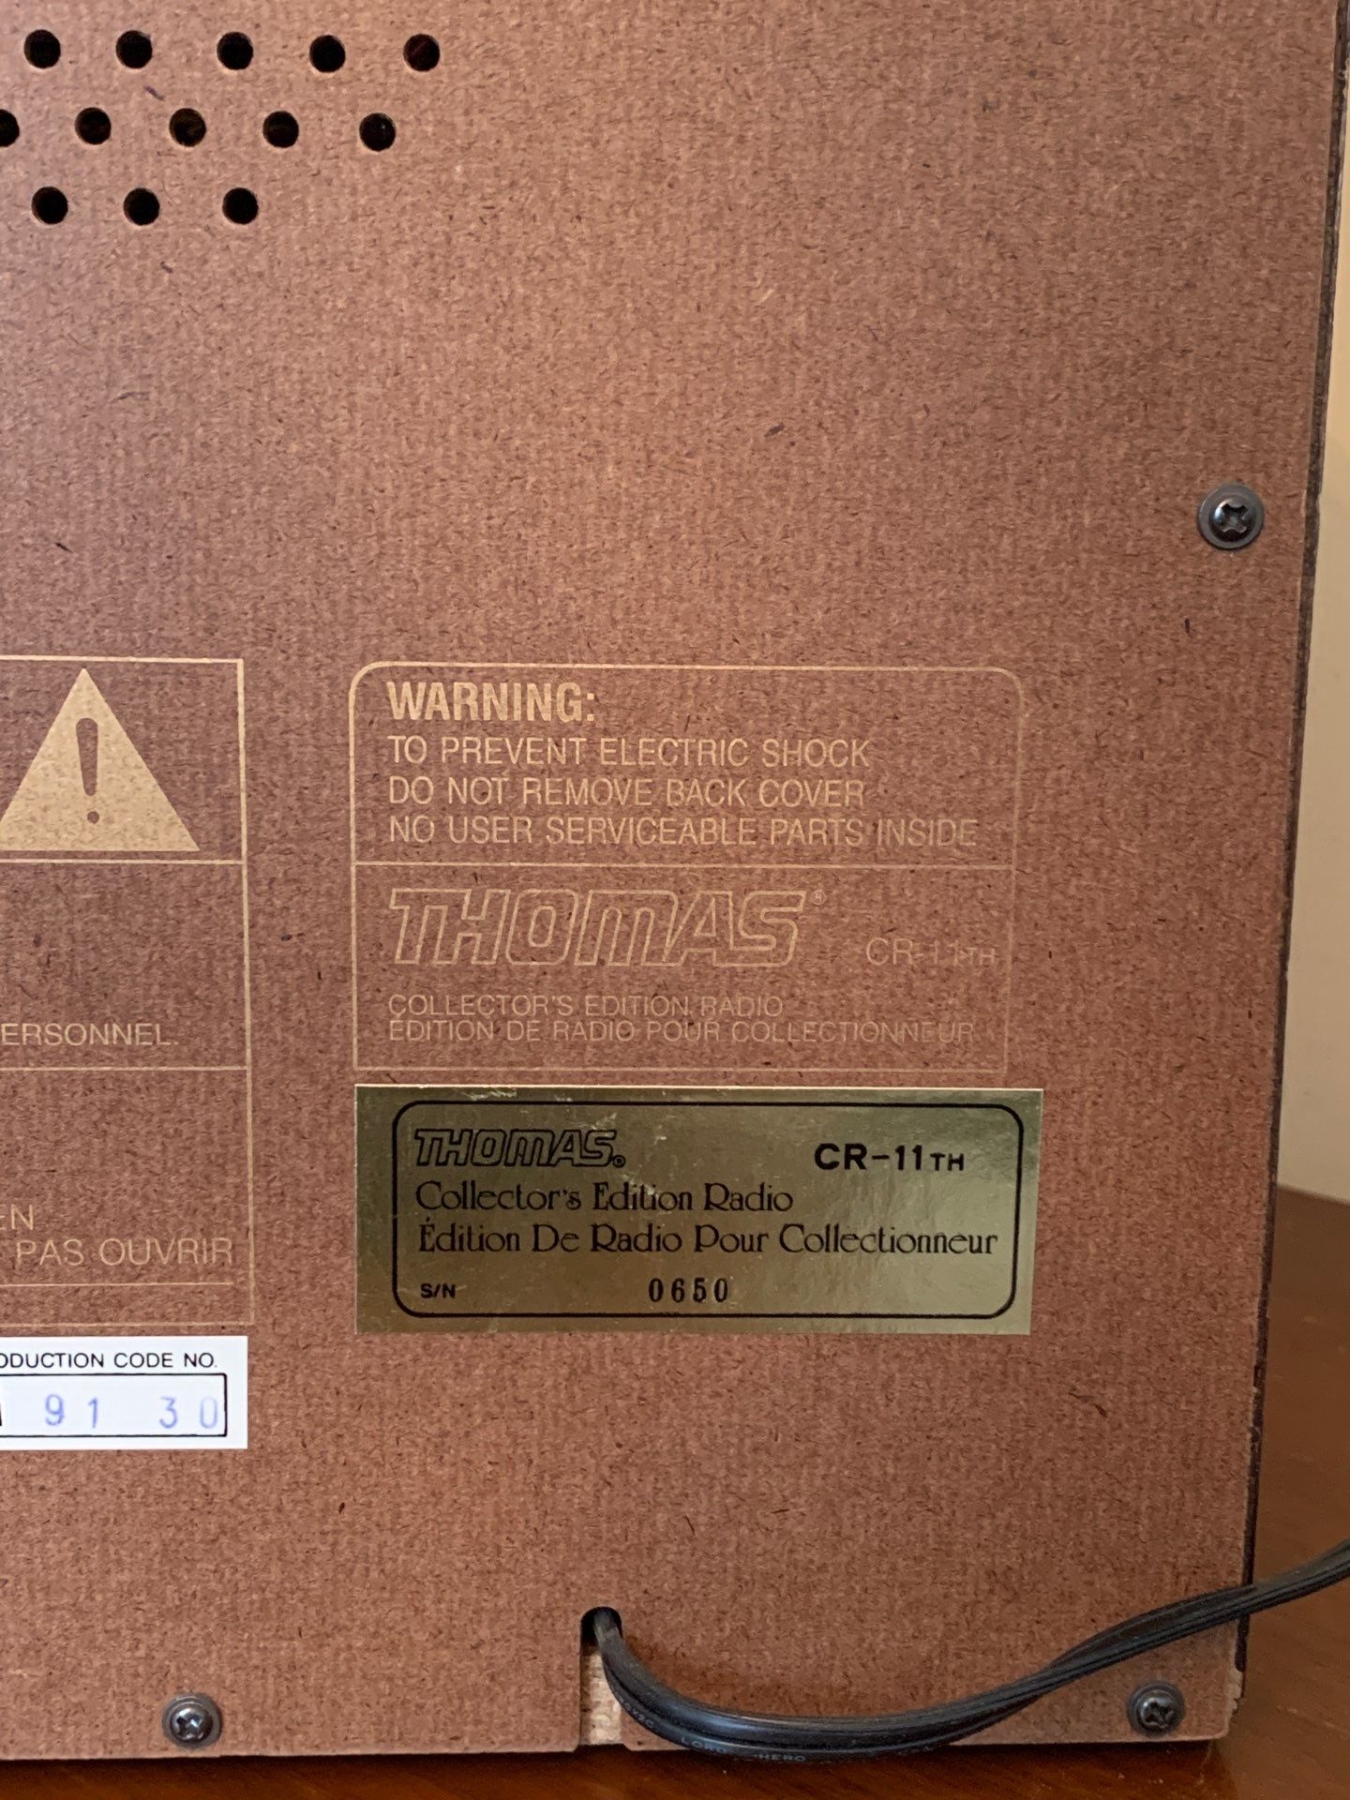 WARNING:
TO PREVENT ELECTRIC SHOCK
DO NOT REMOVE BACK COVER
NO USER SERVICEABLE PARTS INSIDE
THOMAS® CR-11TH
COLLECTOR'S EDITION RADIO
ÉDITION DE RADIO POUR COLLECTIONNEUR
ERSONNEL.
EN
PAS OUVRIR
THOMAS® CR-11TH
Collector's Edition Radio
Édition De Radio Pour Collectionneur
S/N 0650
ODUCTION CODE NO.
91 30